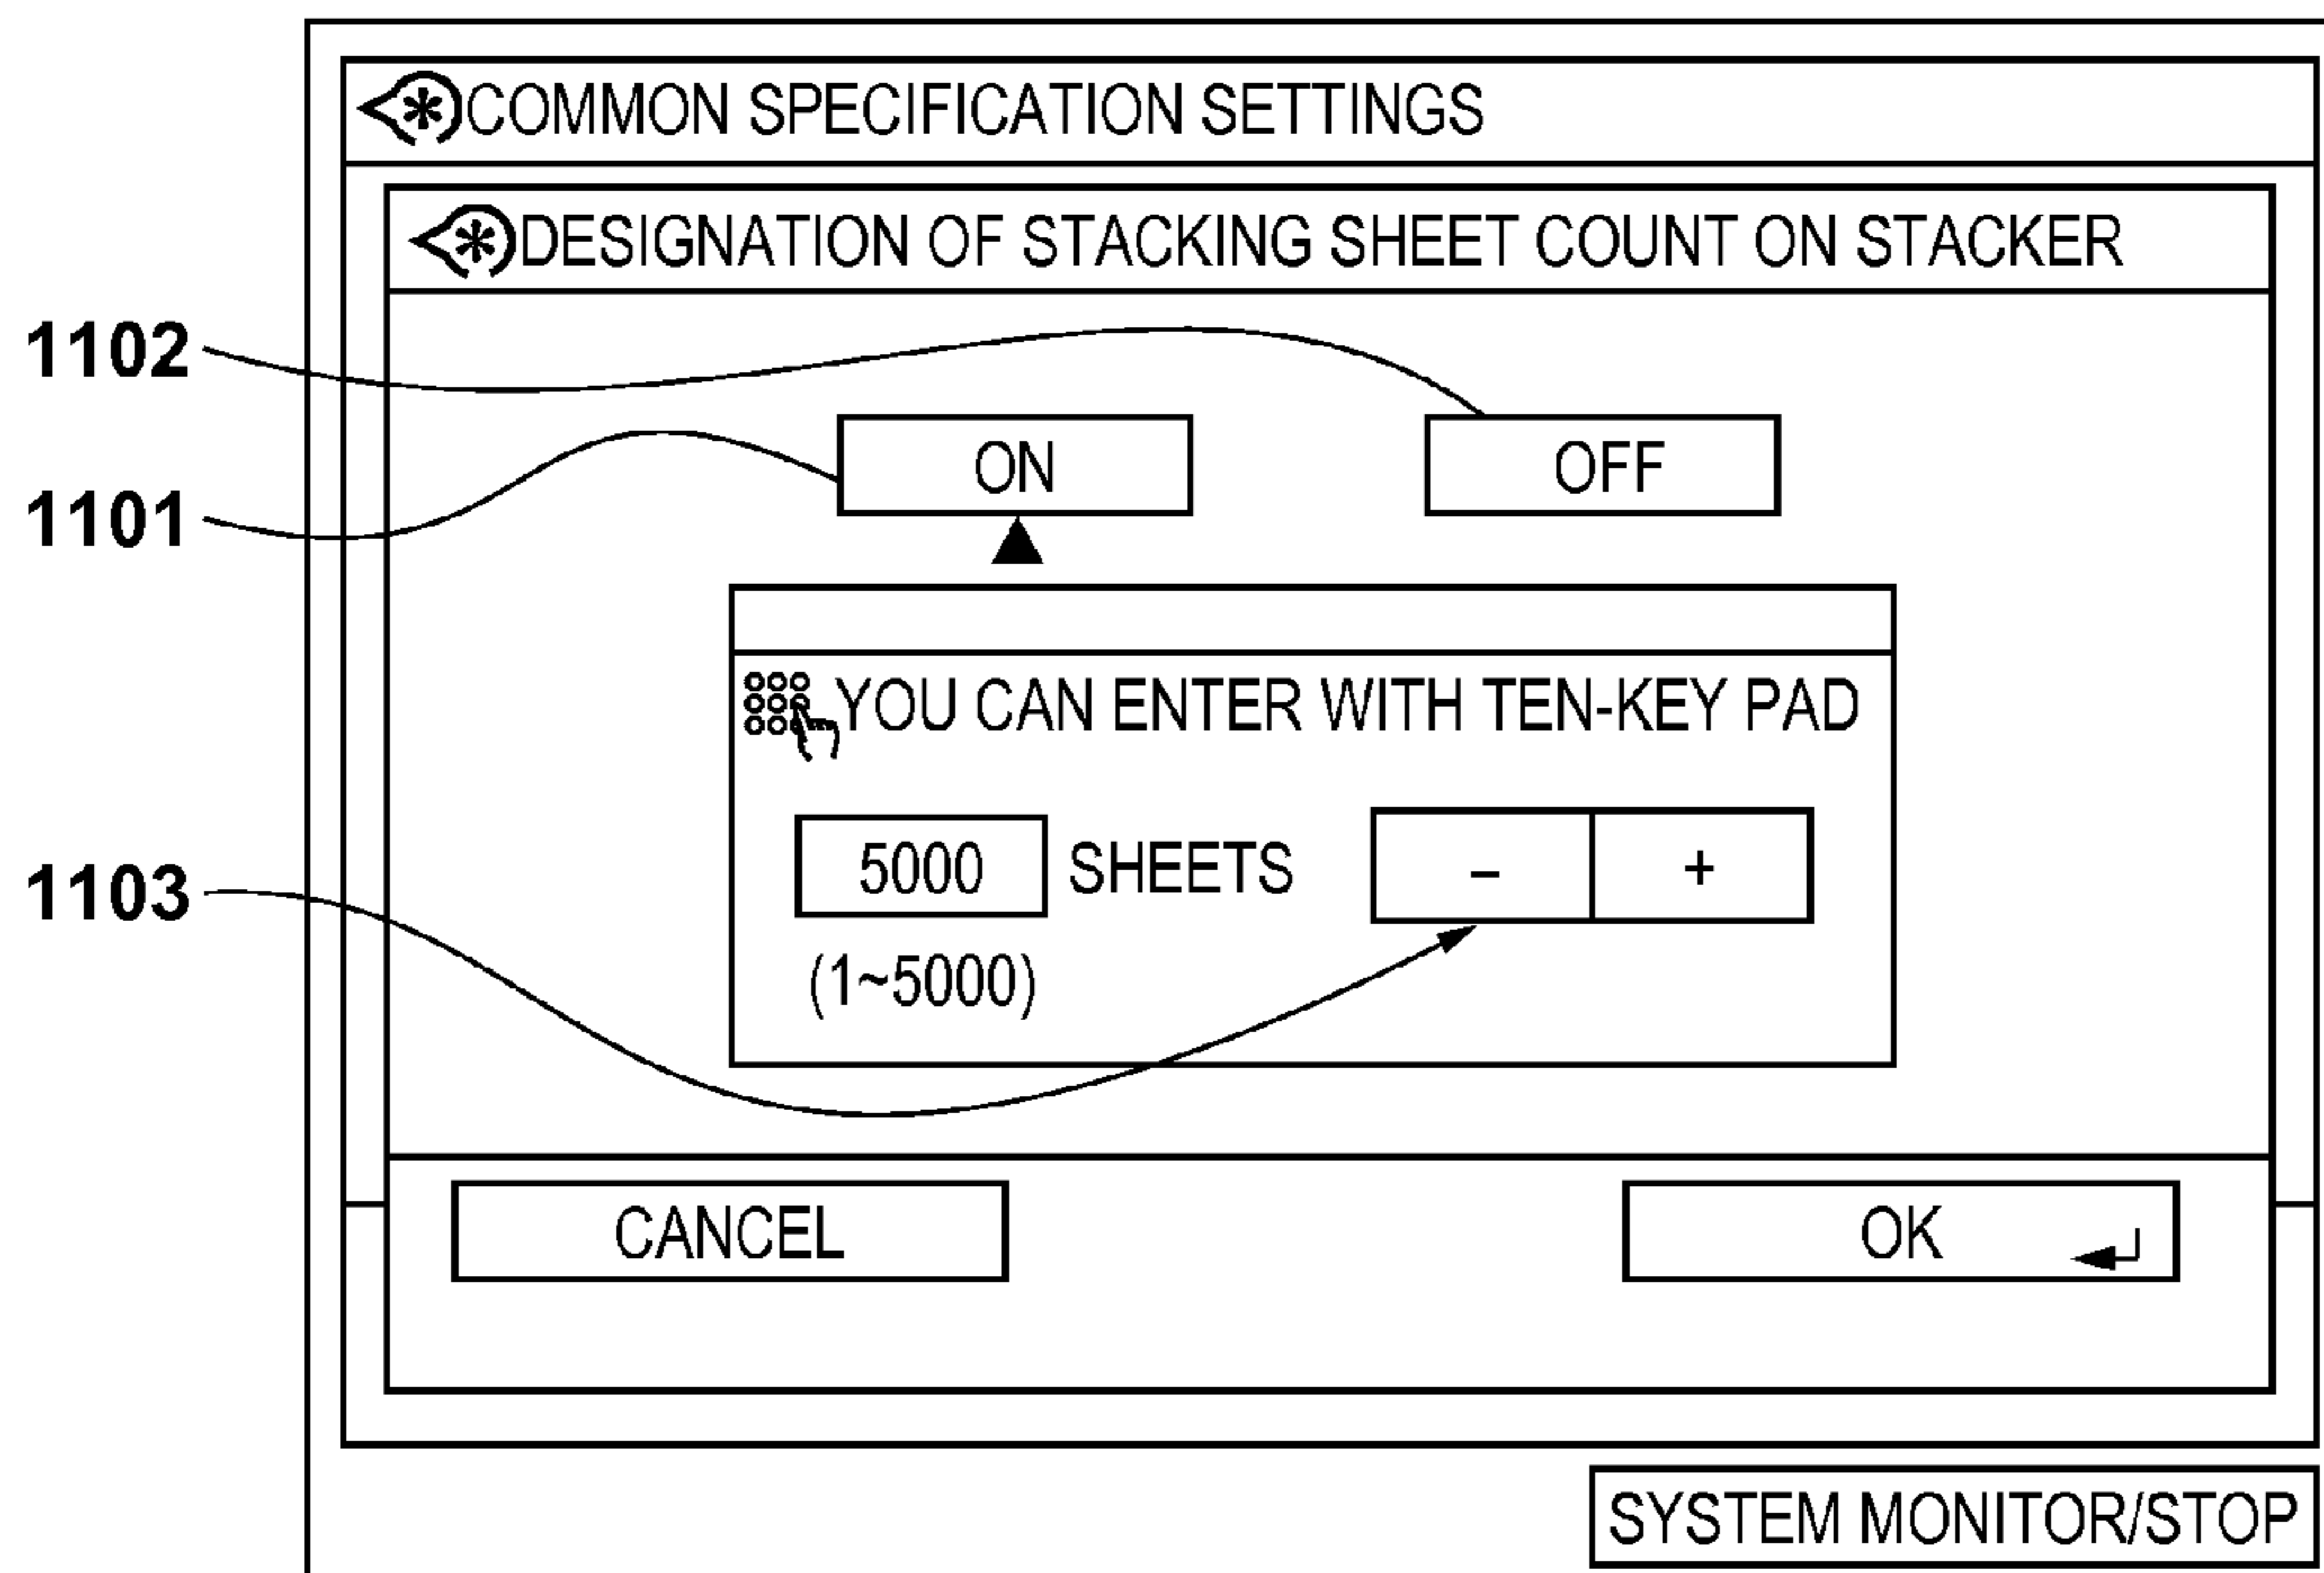 COMMON SPECIFICATION SETTINGS
DESIGNATION OF STACKING SHEET COUNT ON STACKER
1102
ON
OFF
1101
YOU CAN ENTER WITH TEN-KEY PAD
1103
5000 SHEETS
- +
(1~5000)
CANCEL
OK
SYSTEM MONITOR/STOP